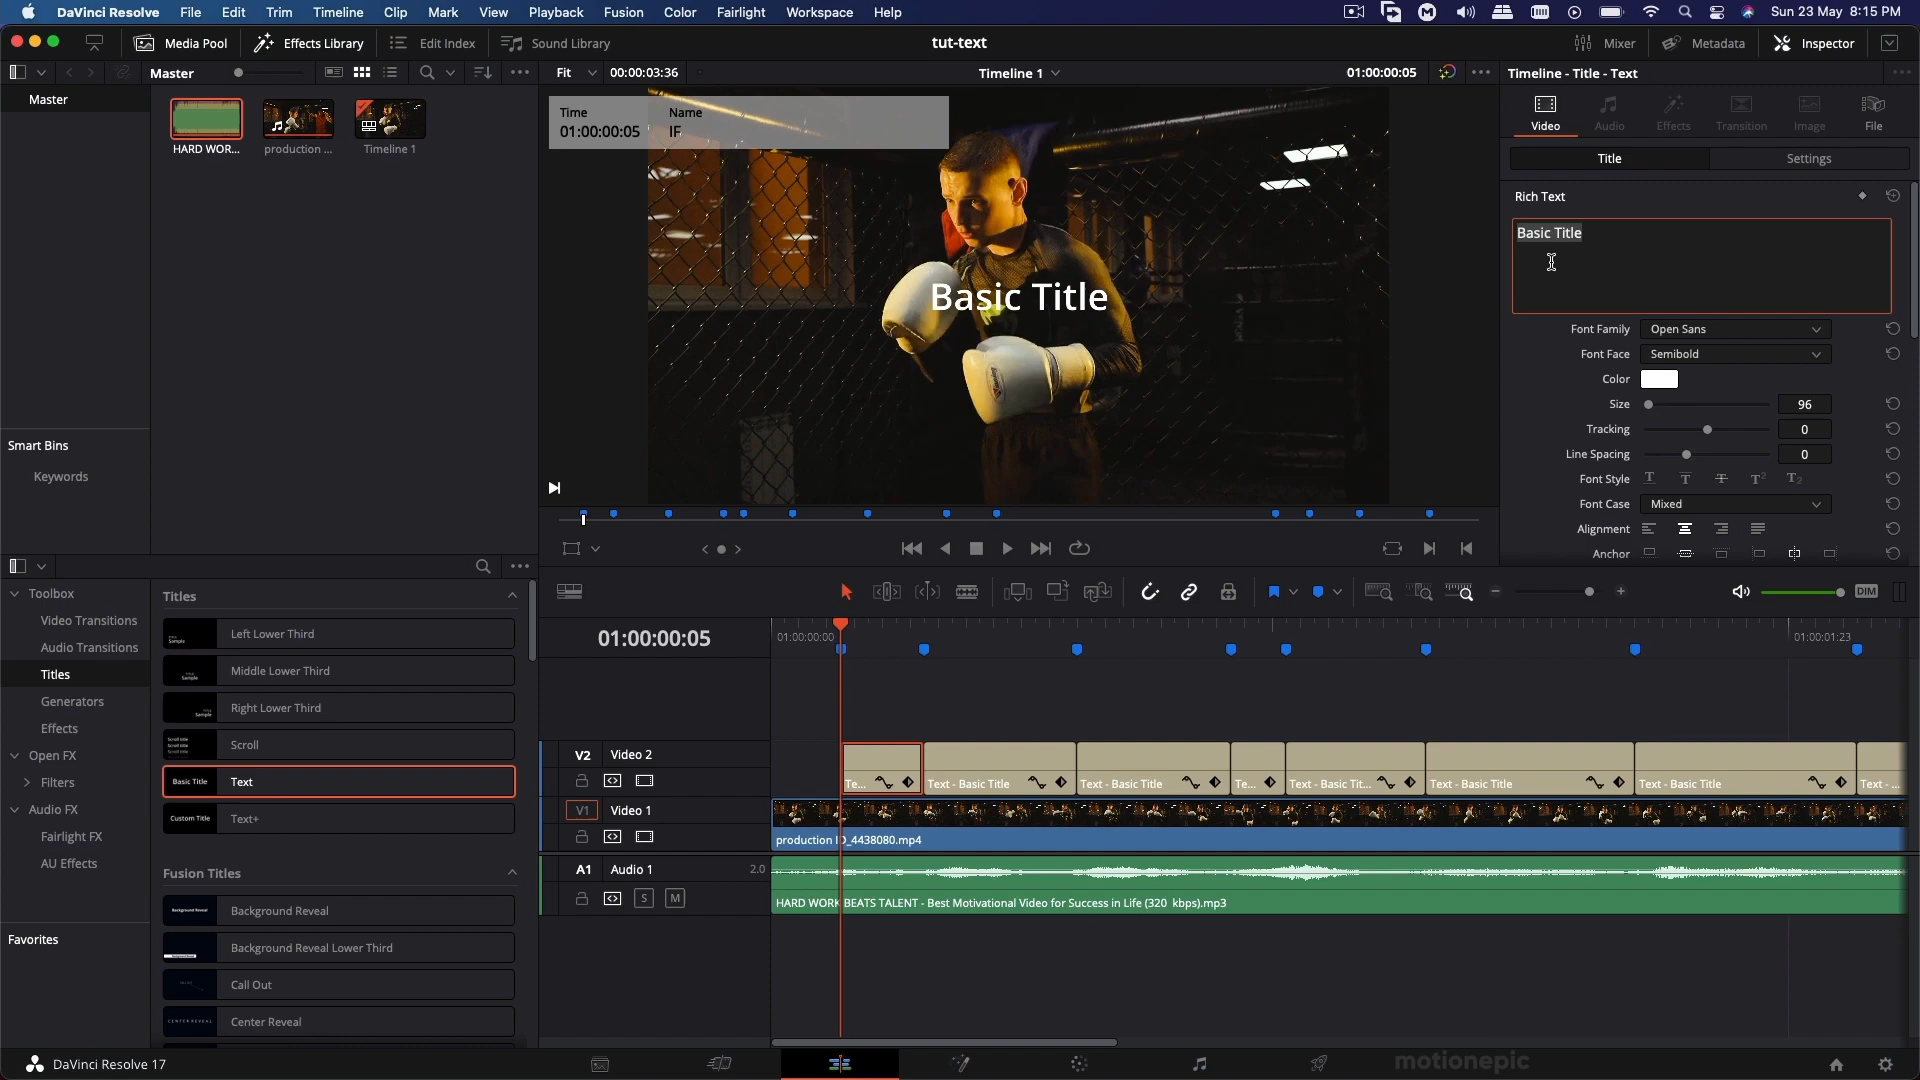 DaVinci Resolve File Edit Trim Timeline Clip Mark View Playback Fusion Color Fairlight Workspace Help Sun 23 May 8:15 PM
Media Pool Effects Library Edit Index Sound Library tut-text Mixer Metadata Inspector
Master Fit 00:00:03:36 Timeline 1 01:00:00:05 Timeline - Title - Text
Master
HARD WOR... production ... Timeline 1
Time Name
01:00:00:05 IF
Basic Title
Video Audio Effects Transition Image File
Title Settings
Rich Text
Basic Title
Font Family Open Sans
Font Face Semibold
Color
Size 96
Tracking 0
Line Spacing 0
Font Style
Font Case Mixed
Alignment
Anchor
Smart Bins
Keywords
Toolbox
Video Transitions
Audio Transitions
Titles
Generators
Effects
Open FX
Filters
Audio FX
Fairlight FX
AU Effects
Favorites
Titles
Left Lower Third
Middle Lower Third
Right Lower Third
Scroll
Basic Title Text
Custom Title Text+
Fusion Titles
Background Reveal
Background Reveal Lower Third
Call Out
Center Reveal
DIM
01:00:00:05 01:00:00:00 01:00:01:23
V2 Video 2
Te... Text - Basic Title Text - Basic Title Te... Text - Basic Tit... Text - Basic Title Text - Basic Title Text - ...
V1 Video 1
A1 Audio 1 2.0
S M
HARD WORK BEATS TALENT - Best Motivational Video for Success in Life (320 kbps).mp3
DaVinci Resolve 17
motionepic